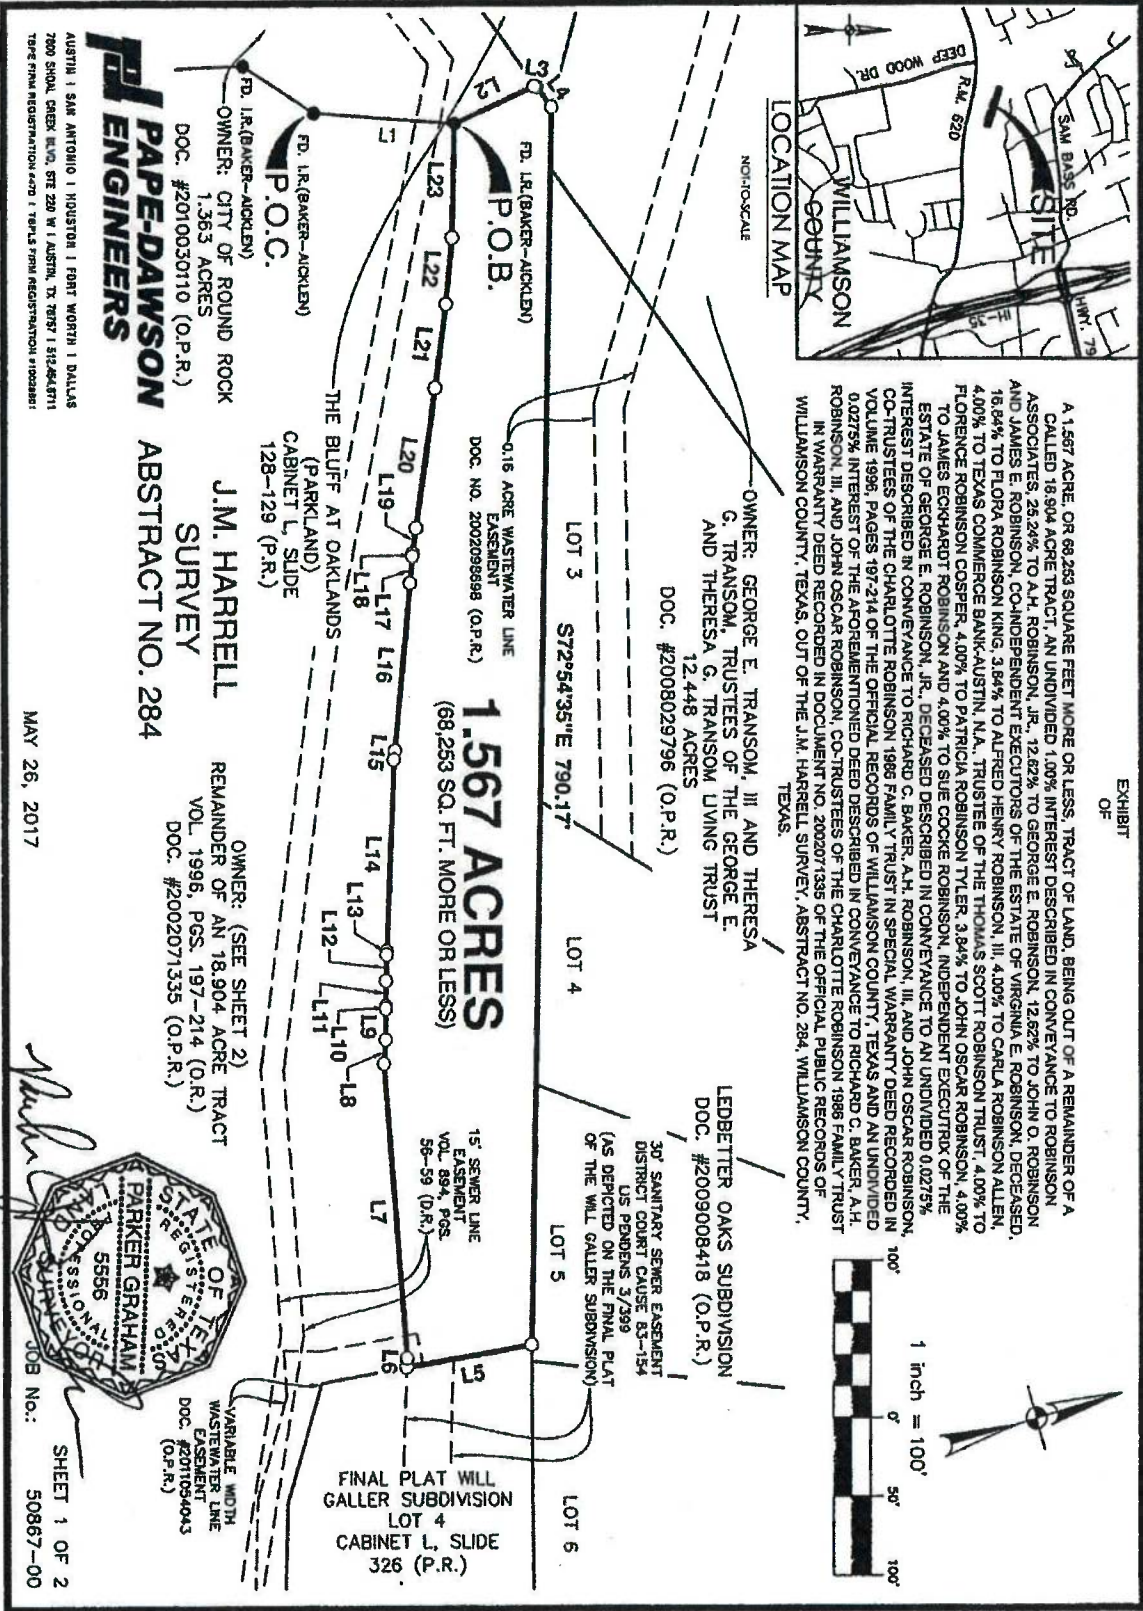 EXHIBIT
OF
A 1.567 ACRE, OR 68,253 SQUARE FEET MORE OR LESS, TRACT OF LAND, BEING OUT OF A REMAINDER OF A
CALLED 18.904 ACRE TRACT, AN UNDIVIDED 1.00% INTEREST DESCRIBED IN CONVEYANCE TO ROBINSON
ASSOCIATES, 25.24% TO A.H. ROBINSON, JR., 12.62% TO GEORGE E. ROBINSON, 12.62% TO JOHN O. ROBINSON
AND JAMES E. ROBINSON, CO-INDEPENDENT EXECUTORS OF THE ESTATE OF VIRGINIA E. ROBINSON, DECEASED,
16.84% TO FLORA ROBINSON KING, 3.84% TO ALFRED HENRY ROBINSON, III, 4.00% TO CARLA ROBINSON ALLEN,
4.00% TO TEXAS COMMERCE BANK-AUSTIN, N.A., TRUSTEE OF THE THOMAS SCOTT ROBINSON TRUST, 4.00% TO
FLORENCE ROBINSON COSPER, 4.00% TO PATRICIA ROBINSON TYLER, 3.84% TO JOHN OSCAR ROBINSON, 4.00%
TO JAMES ECKHARDT ROBINSON AND 4.00% TO SUE COCKE ROBINSON, INDEPENDENT EXECUTRIX OF THE
ESTATE OF GEORGE E. ROBINSON, JR., DECEASED DESCRIBED IN CONVEYANCE TO AN UNDIVIDED 0.0275%
INTEREST DESCRIBED IN CONVEYANCE TO RICHARD C. BAKER, A.H. ROBINSON, III, AND JOHN OSCAR ROBINSON,
CO-TRUSTEES OF THE CHARLOTTE ROBINSON 1986 FAMILY TRUST IN SPECIAL WARRANTY DEED RECORDED IN
VOLUME 1996, PAGES 197-214 OF THE OFFICIAL RECORDS OF WILLIAMSON COUNTY, TEXAS AND AN UNDIVIDED
0.0275% INTEREST OF THE AFOREMENTIONED DEED DESCRIBED IN CONVEYANCE TO RICHARD C. BAKER, A.H.
ROBINSON, III, AND JOHN OSCAR ROBINSON, CO-TRUSTEES OF THE CHARLOTTE ROBINSON 1986 FAMILY TRUST
IN WARRANTY DEED RECORDED IN DOCUMENT NO. 2002071335 OF THE OFFICIAL PUBLIC RECORDS OF
WILLIAMSON COUNTY, TEXAS, OUT OF THE J.M. HARRELL SURVEY, ABSTRACT NO. 284, WILLIAMSON COUNTY,
TEXAS.
SAM BASS RD.
SITE
HWY. 79
R.M. 620
DEEP WOOD DR.
IH-35
WILLIAMSON
COUNTY
LOCATION MAP
NOT-TO-SCALE
100'
0'
50'
100'
1 inch = 100'
OWNER: GEORGE E. TRANSOM, III AND THERESA
G. TRANSOM, TRUSTEES OF THE GEORGE E.
AND THERESA G. TRANSOM LIVING TRUST
12.448 ACRES
DOC. #2008029796 (O.P.R.)
LEDBETTER OAKS SUBDIVISION
DOC. #2009008418 (O.P.R.)
30' SANITARY SEWER EASEMENT
DISTRICT COURT CAUSE 83-154
LIS PENDENS 3/399
(AS DEPICTED ON THE FINAL PLAT
OF THE WILL GALLER SUBDIVISION)
LOT 3
LOT 4
LOT 5
LOT 6
S72°54'35"E 790.17'
L3
L4
L2
FD. I.R.(BAKER-AICKLEN)
P.O.B.
0.16 ACRE WASTEWATER LINE
EASEMENT
DOC. NO. 2002098698 (O.P.R.)
1.567 ACRES
(68,253 SQ. FT. MORE OR LESS)
15' SEWER LINE
EASEMENT
VOL. 894, PGS.
56-59 (D.R.)
L5
L6
L1
L23
L22
L21
L20
L19
L18
L17
L16
L15
L14
L13
L12
L11
L10
L9
L8
L7
FD. I.R.(BAKER-AICKLEN)
P.O.C.
FD. I.R.(BAKER-AICKLEN)
OWNER: CITY OF ROUND ROCK
1.363 ACRES
DOC. #2010030110 (O.P.R.)
THE BLUFF AT OAKLANDS
(PARKLAND)
CABINET L, SLIDE
128-129 (P.R.)
J.M. HARRELL
SURVEY
ABSTRACT NO. 284
OWNER: (SEE SHEET 2)
REMAINDER OF AN 18.904 ACRE TRACT
VOL. 1996, PGS. 197-214 (D.R.)
DOC. #2002071335 (O.P.R.)
FINAL PLAT WILL
GALLER SUBDIVISION
LOT 4
CABINET L, SLIDE
326 (P.R.)
VARIABLE WIDTH
WASTEWATER LINE
EASEMENT
DOC. #2011054043
(O.P.R.)
STATE OF TEXAS
REGISTERED
PARKER GRAHAM
5556
PROFESSIONAL
LAND SURVEYOR
PAPE-DAWSON
ENGINEERS
AUSTIN | SAN ANTONIO | HOUSTON | FORT WORTH | DALLAS
7800 SHOAL CREEK BLVD, STE 220 W | AUSTIN, TX 78757 | 512.454.8711
TBPE FIRM REGISTRATION #470 | TBPLS FIRM REGISTRATION #10028801
MAY 26, 2017
SHEET 1 OF 2
JOB No.: 50867-00